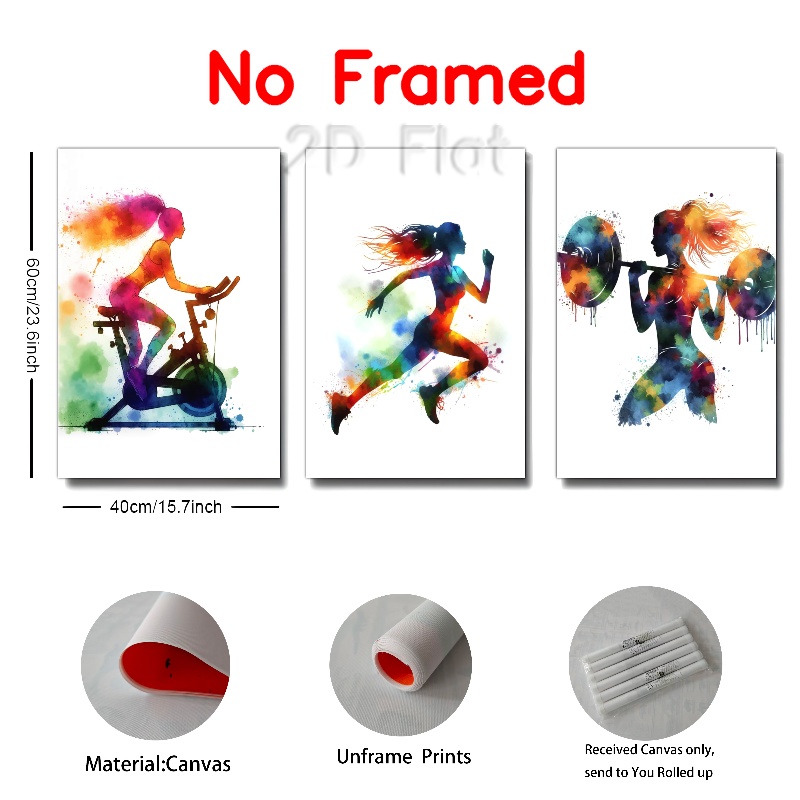 No Framed
2D Flat
60cm/23.6inch
40cm/15.7inch
Material:Canvas
Unframe Prints
Received Canvas only,
send to You Rolled up